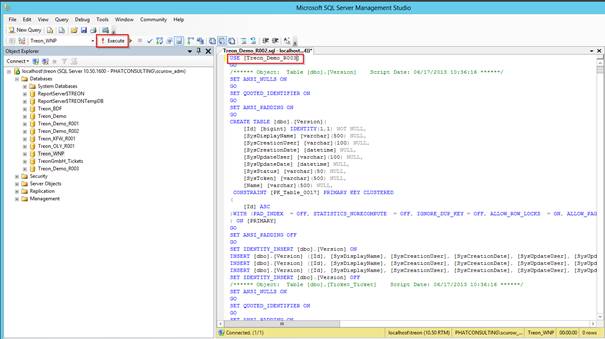 Microsoft SQL Server Management Studio
File Edit View Query Debug Tools Window Community Help
New Query
Treon_WNP Execute
Object Explorer
Connect
localhost\treon (SQL Server 10.50.1600 - PHATCONSULTING\scurow_adm)
Databases
System Databases
ReportServer$TREON
ReportServer$TREONTempDB
Treon_BDF
Treon_Demo
Treon_Demo_R001
Treon_Demo_R002
Treon_KFW_R001
Treon_OLY_R001
Treon_WNP
TreonGmbH_Tickets
Treon_Demo_R003
Security
Server Objects
Replication
Management
Treon_Demo_R002.sql - localhost...
USE [Treon_Demo_R003]
GO
/****** Object: Table [dbo].[Version] Script Date: 06/17/2013 10:36:16 ******/
SET ANSI_NULLS ON
GO
SET QUOTED_IDENTIFIER ON
GO
SET ANSI_PADDING ON
GO
CREATE TABLE [dbo].[Version](
[Id] [bigint] IDENTITY(1,1) NOT NULL,
[SysDisplayName] [varchar](800) NULL,
[SysCreationUser] [varchar](100) NULL,
[SysCreationDate] [datetime] NULL,
[SysUpdateUser] [varchar](100) NULL,
[SysUpdateDate] [datetime] NULL,
[SysStatus] [varchar](50) NULL,
[SysToken] [varchar](500) NULL,
[Name] [varchar](500) NULL,
CONSTRAINT [PK_Table_0017] PRIMARY KEY CLUSTERED
(
[Id] ASC
)WITH (PAD_INDEX = OFF, STATISTICS_NORECOMPUTE = OFF, IGNORE_DUP_KEY = OFF, ALLOW_ROW_LOCKS = ON, ALLOW_PAG
) ON [PRIMARY]
GO
SET ANSI_PADDING OFF
GO
SET IDENTITY_INSERT [dbo].[Version] ON
INSERT [dbo].[Version] ([Id], [SysDisplayName], [SysCreationUser], [SysCreationDate], [SysUpdateUser], [SysUpd
INSERT [dbo].[Version] ([Id], [SysDisplayName], [SysCreationUser], [SysCreationDate], [SysUpdateUser], [SysUpd
INSERT [dbo].[Version] ([Id], [SysDisplayName], [SysCreationUser], [SysCreationDate], [SysUpdateUser], [SysUpd
SET IDENTITY_INSERT [dbo].[Version] OFF
/****** Object: Table [dbo].[Ticket_Ticket] Script Date: 06/17/2013 10:36:16 ******/
SET ANSI_NULLS ON
GO
SET QUOTED_IDENTIFIER ON
GO
SET ANSI_PADDING ON
GO
Connected. (1/1) localhost\treon (10.50 RTM) PHATCONSULTING\scurow_... Treon_WNP 00:00:00 0 rows